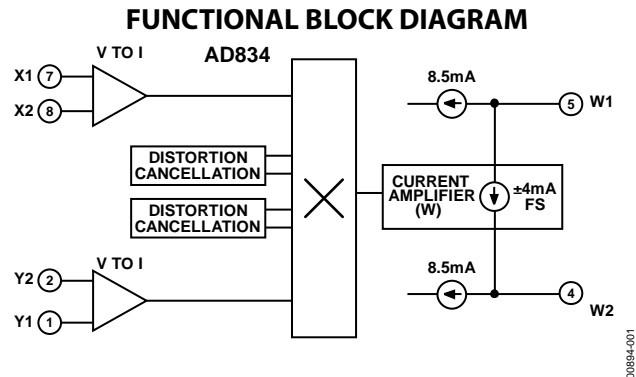 FUNCTIONAL BLOCK DIAGRAM
V TO I
AD834
X1 7
X2 8
8.5mA
5 W1
DISTORTION
CANCELLATION
DISTORTION
CANCELLATION
CURRENT
AMPLIFIER
(W)
±4mA
FS
V TO I
Y2 2
Y1 1
8.5mA
4
W2
00894-001